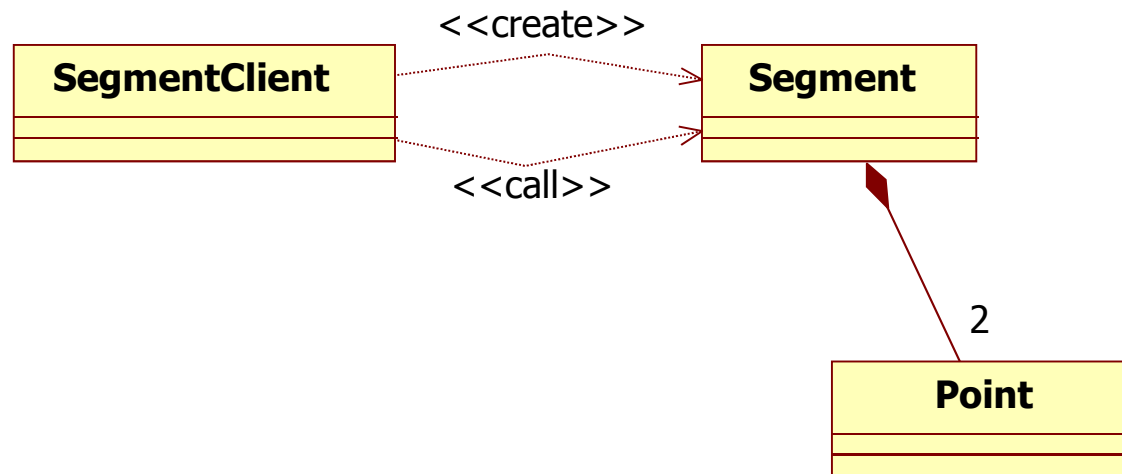 <<create>>
SegmentClient
Segment
<<call>>
2
Point